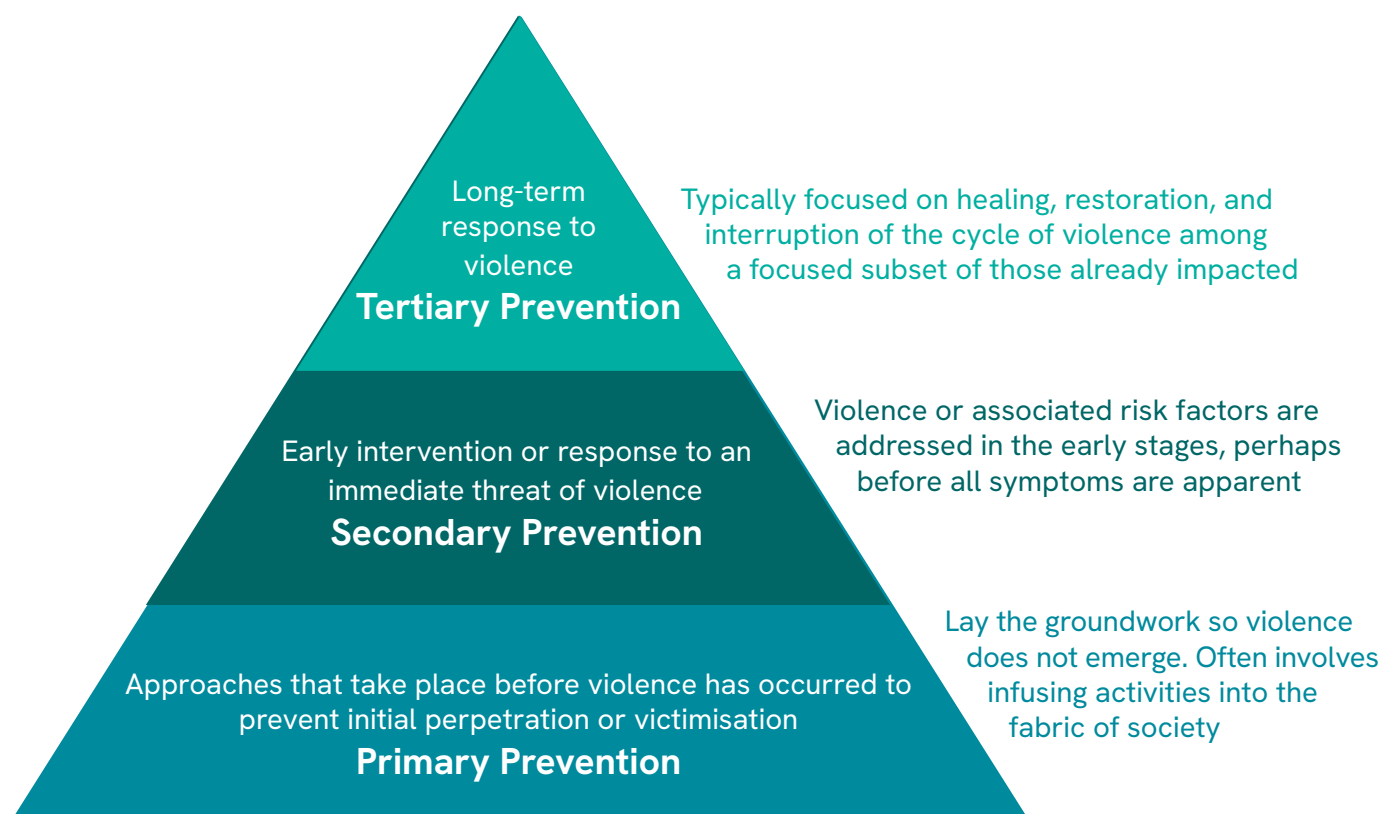 Long-term
response to
violence
Tertiary Prevention
Typically focused on healing, restoration, and
interruption of the cycle of violence among
a focused subset of those already impacted
Early intervention or response to an
immediate threat of violence
Secondary Prevention
Violence or associated risk factors are
addressed in the early stages, perhaps
before all symptoms are apparent
Approaches that take place before violence has occurred to
prevent initial perpetration or victimisation
Primary Prevention
Lay the groundwork so violence
does not emerge. Often involves
infusing activities into the
fabric of society